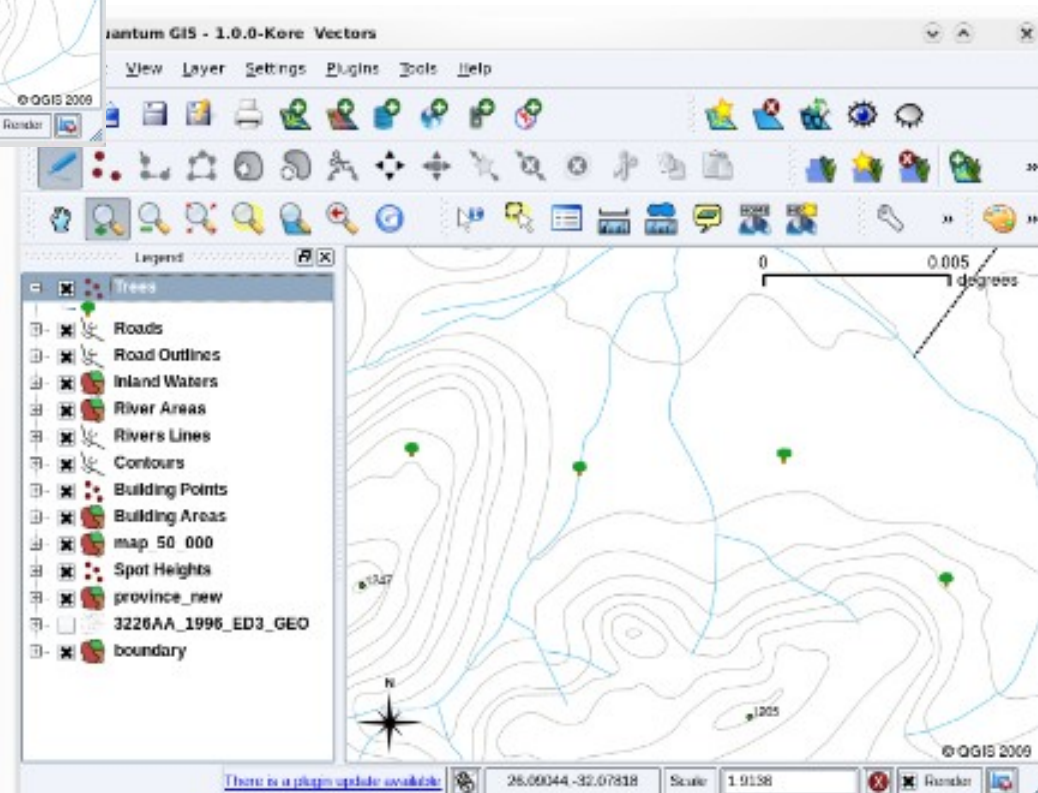 © QGIS 2009
Render
uantum GIS - 1.0.0-Kore Vectors
View Layer Settings Plugins Tools Help
Legend
0 0.005
degrees
Trees
Roads
Road Outlines
Inland Waters
River Areas
Rivers Lines
Contours
Building Points
Building Areas
map_50_000
Spot Heights
province_new
3226AA_1996_ED3_GEO
boundary
1347
N
1205
© QGIS 2009
There is a plugin update available
26.09044,-32.07818
Scale
1:9136
Render